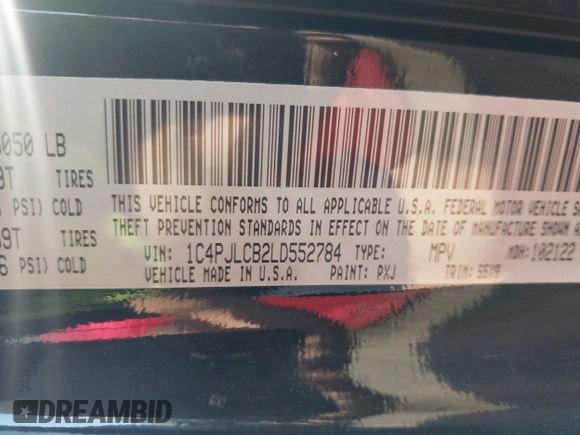 050 LB
TIRES
PSI) COLD
9T TIRES
PSI) COLD
THIS VEHICLE CONFORMS TO ALL APPLICABLE U.S.A. FEDERAL MOTOR VEHICLE
THEFT PREVENTION STANDARDS IN EFFECT ON THE DATE OF MANUFACTURE SHOWN
VIN: 1C4PJLCB2LD552784 TYPE: MPV MDH: 102122
VEHICLE MADE IN U.S.A. PAINT: PXJ TRIM: S5X9
DREAMBID